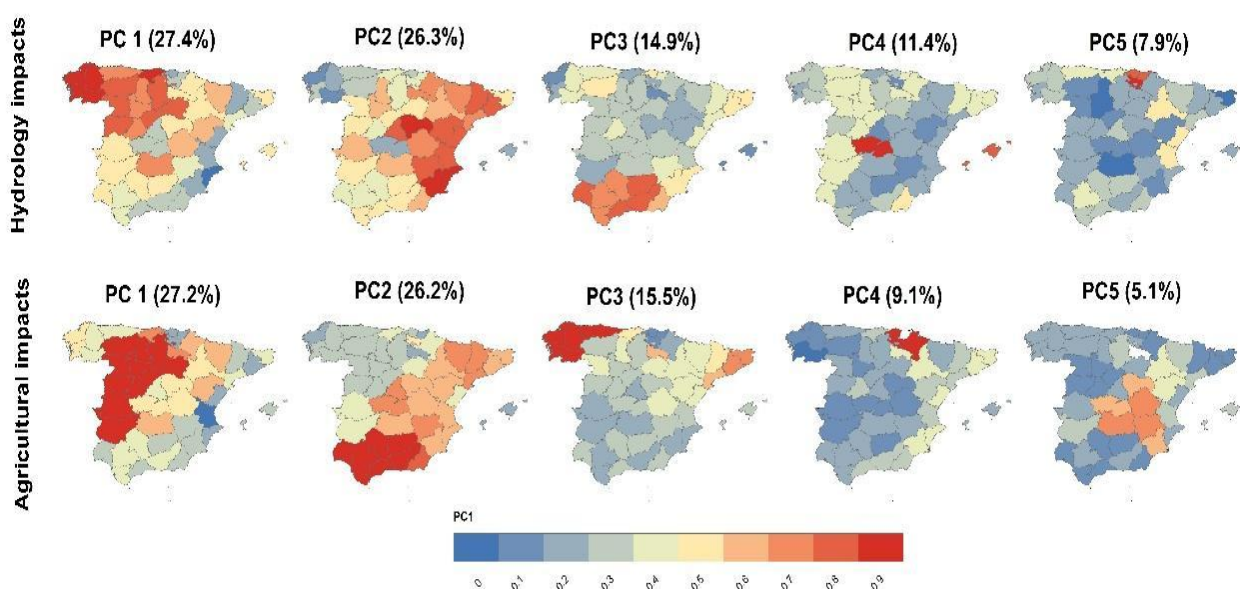 Hydrology impacts
PC 1 (27.4%)
PC2 (26.3%)
PC3 (14.9%)
PC4 (11.4%)
PC5 (7.9%)
Agricultural impacts
PC 1 (27.2%)
PC2 (26.2%)
PC3 (15.5%)
PC4 (9.1%)
PC5 (5.1%)
PC1
0 0.1 0.2 0.3 0.4 0.5 0.6 0.7 0.8 0.9